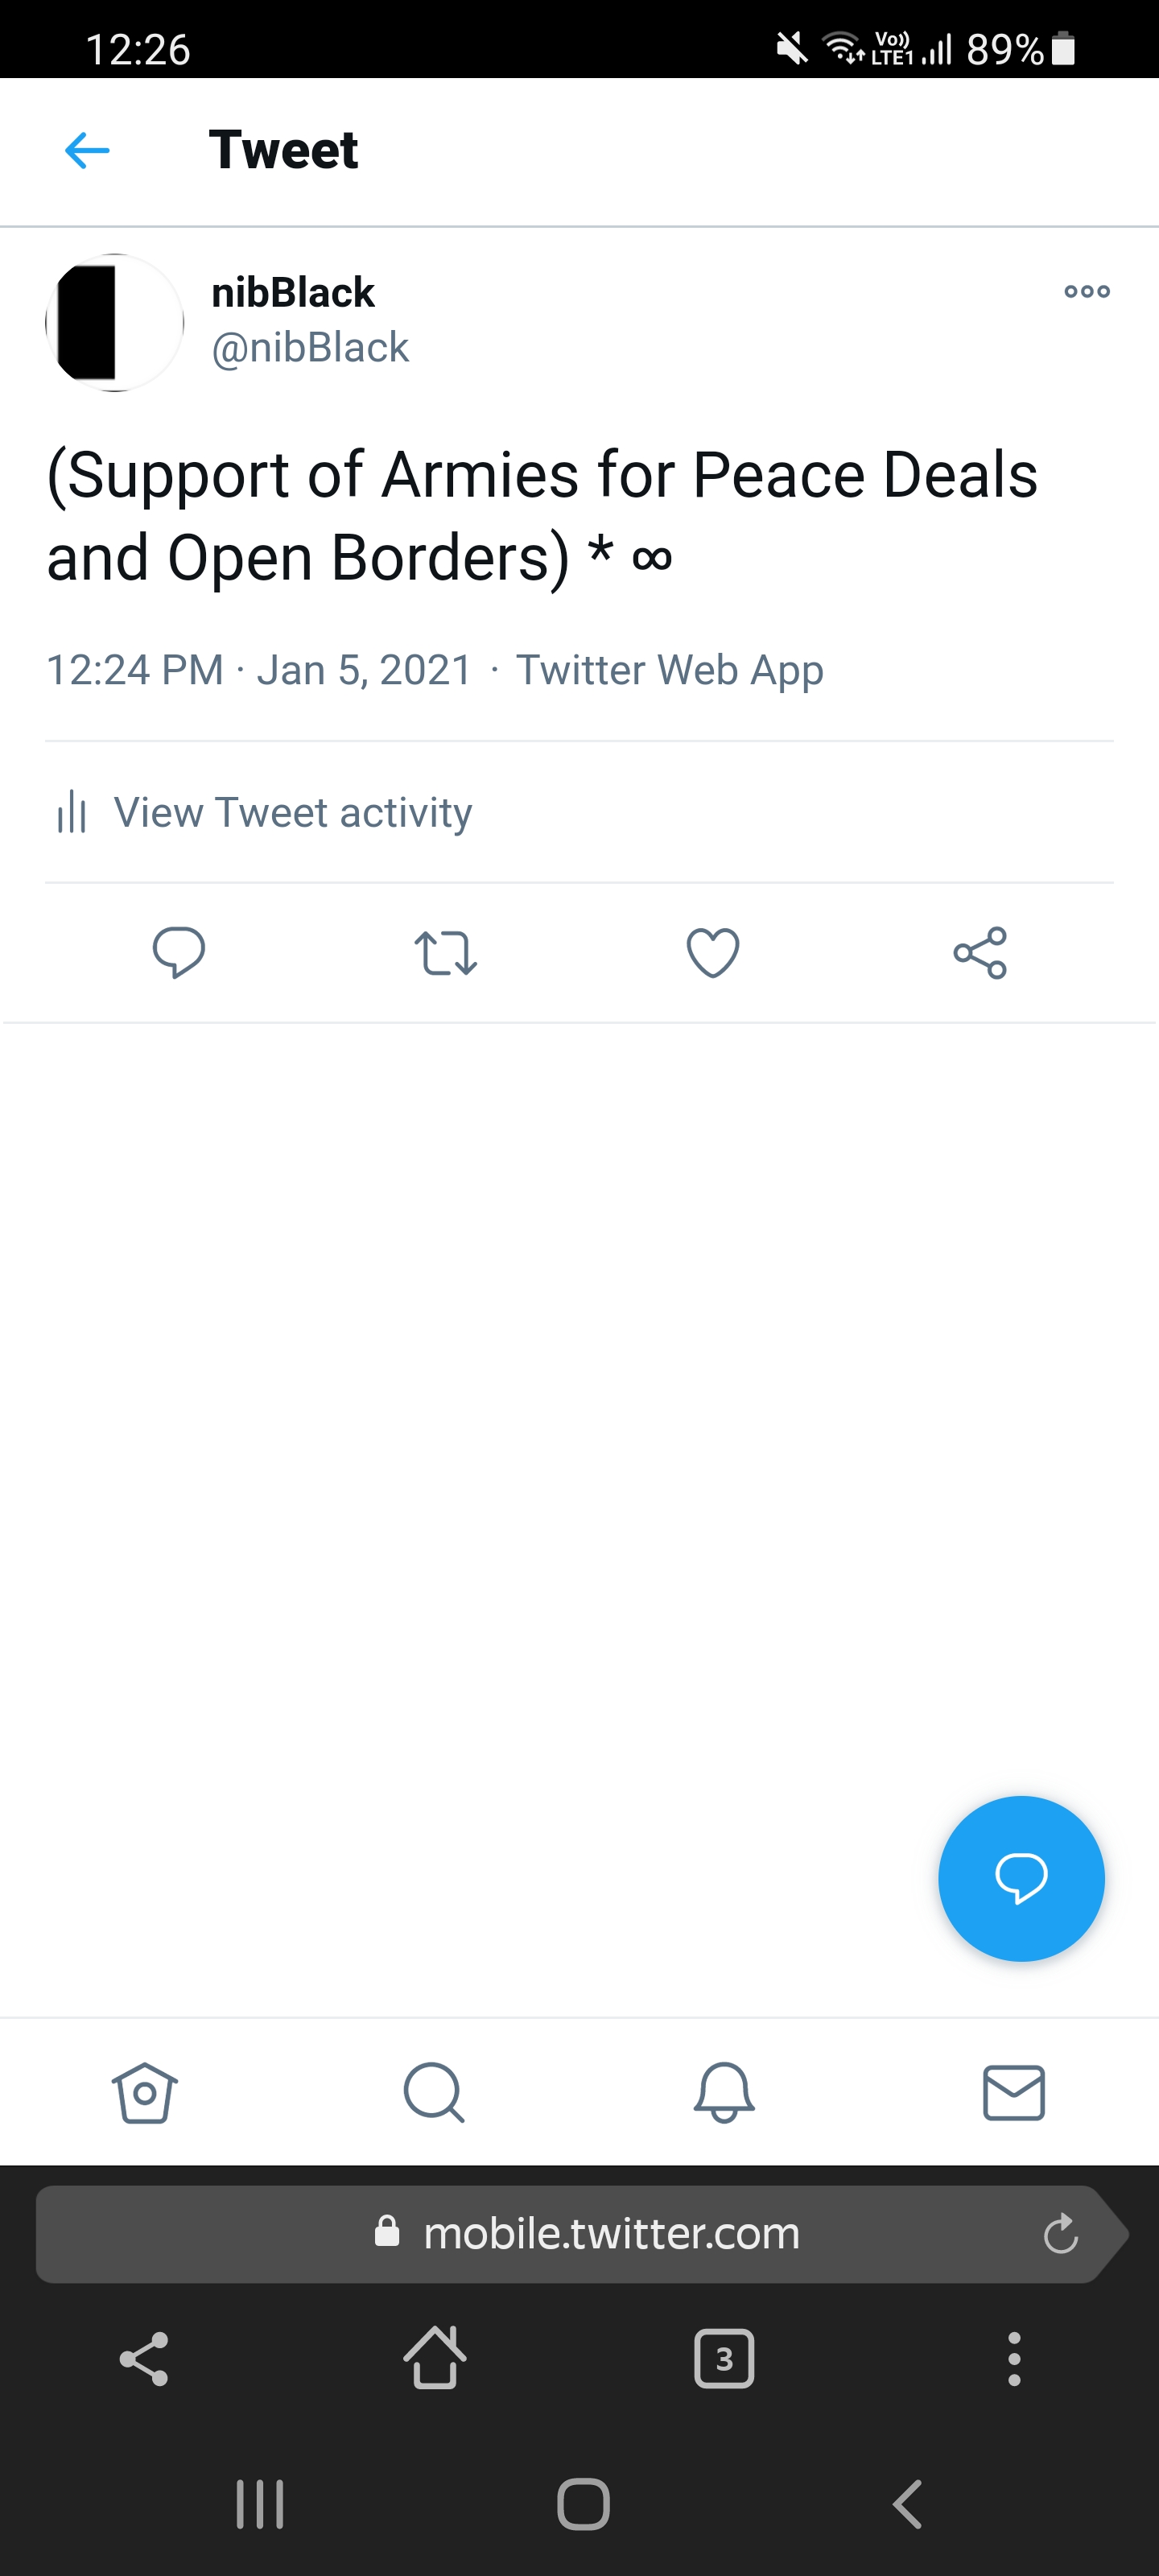 12:26
Vo))
LTE1
89%
Tweet
nibBlack
@nibBlack
(Support of Armies for Peace Deals
and Open Borders) * ∞
12:24 PM · Jan 5, 2021 · Twitter Web App
View Tweet activity
mobile.twitter.com
3